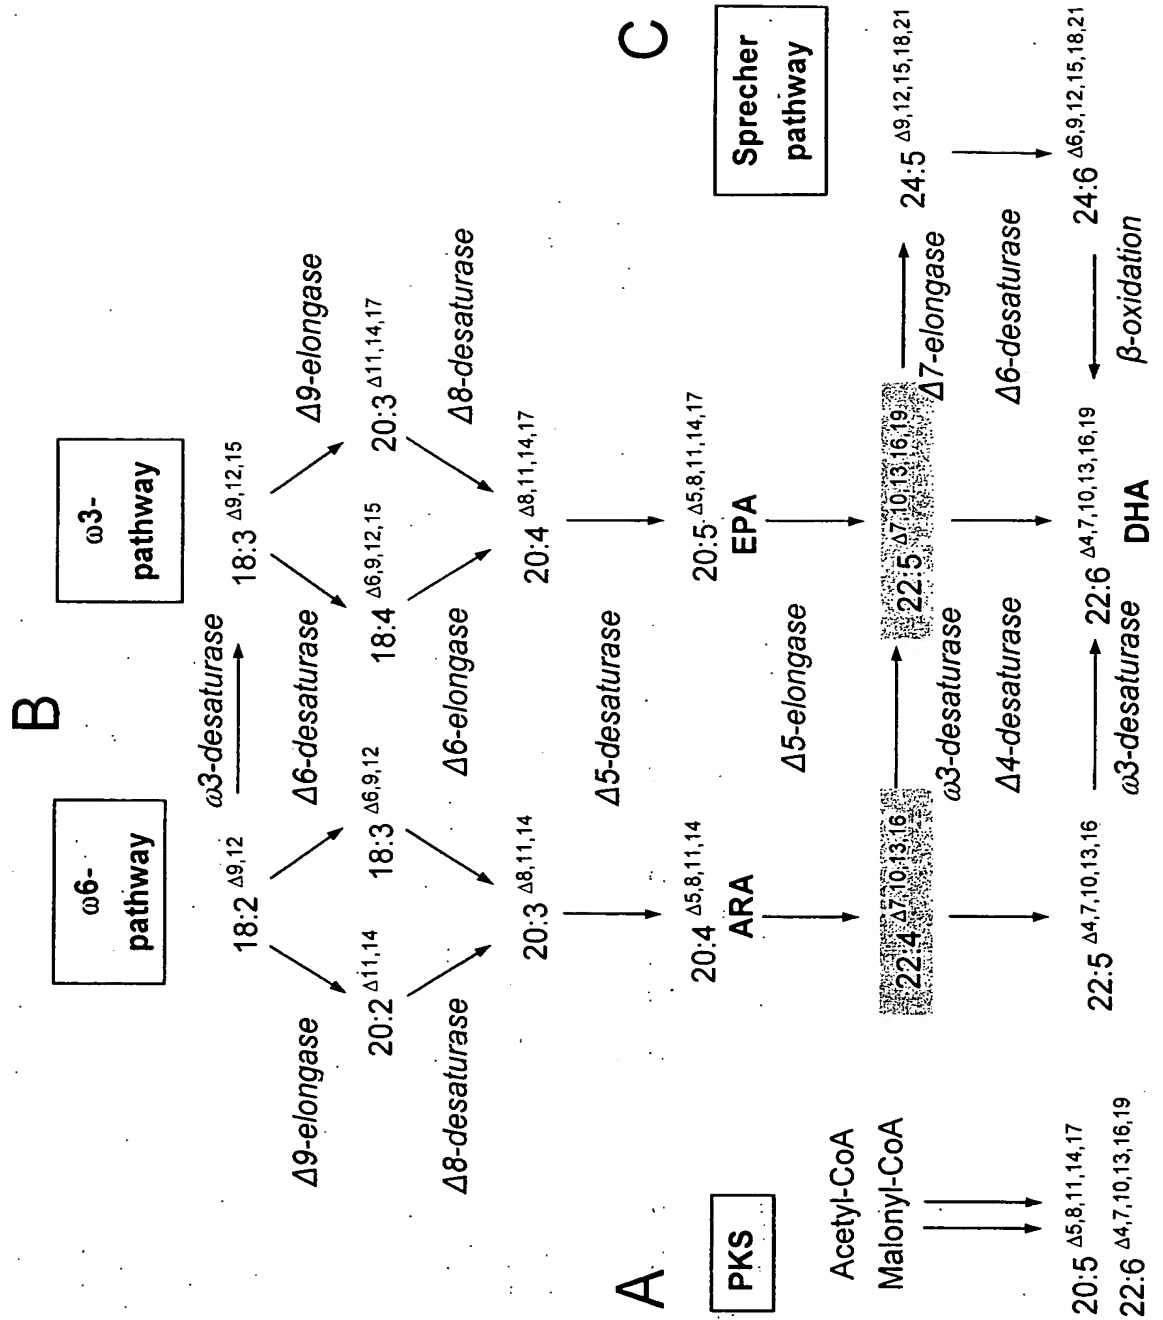 A
PKS
Acetyl-CoA
Malonyl-CoA
20:5 Δ5,8,11,14,17
22:6 Δ4,7,10,13,16,19
B
ω6-
pathway
ω3-
pathway
18:2 Δ9,12
ω3-desaturase
18:3 Δ9,12,15
Δ9-elongase
Δ6-desaturase
Δ9-elongase
20:2 Δ11,14
18:3 Δ6,9,12
18:4 Δ6,9,12,15
20:3 Δ11,14,17
Δ8-desaturase
Δ6-elongase
Δ8-desaturase
20:3 Δ8,11,14
20:4 Δ8,11,14,17
Δ5-desaturase
20:4 Δ5,8,11,14
ARA
20:5 Δ5,8,11,14,17
EPA
Δ5-elongase
22:4 Δ7,10,13,16
ω3-desaturase
22:5 Δ7,10,13,16,19
Δ4-desaturase
22:5 Δ4,7,10,13,16
ω3-desaturase
22:6 Δ4,7,10,13,16,19
DHA
C
Sprecher
pathway
Δ7-elongase
24:5 Δ9,12,15,18,21
Δ6-desaturase
24:6 Δ6,9,12,15,18,21
β-oxidation